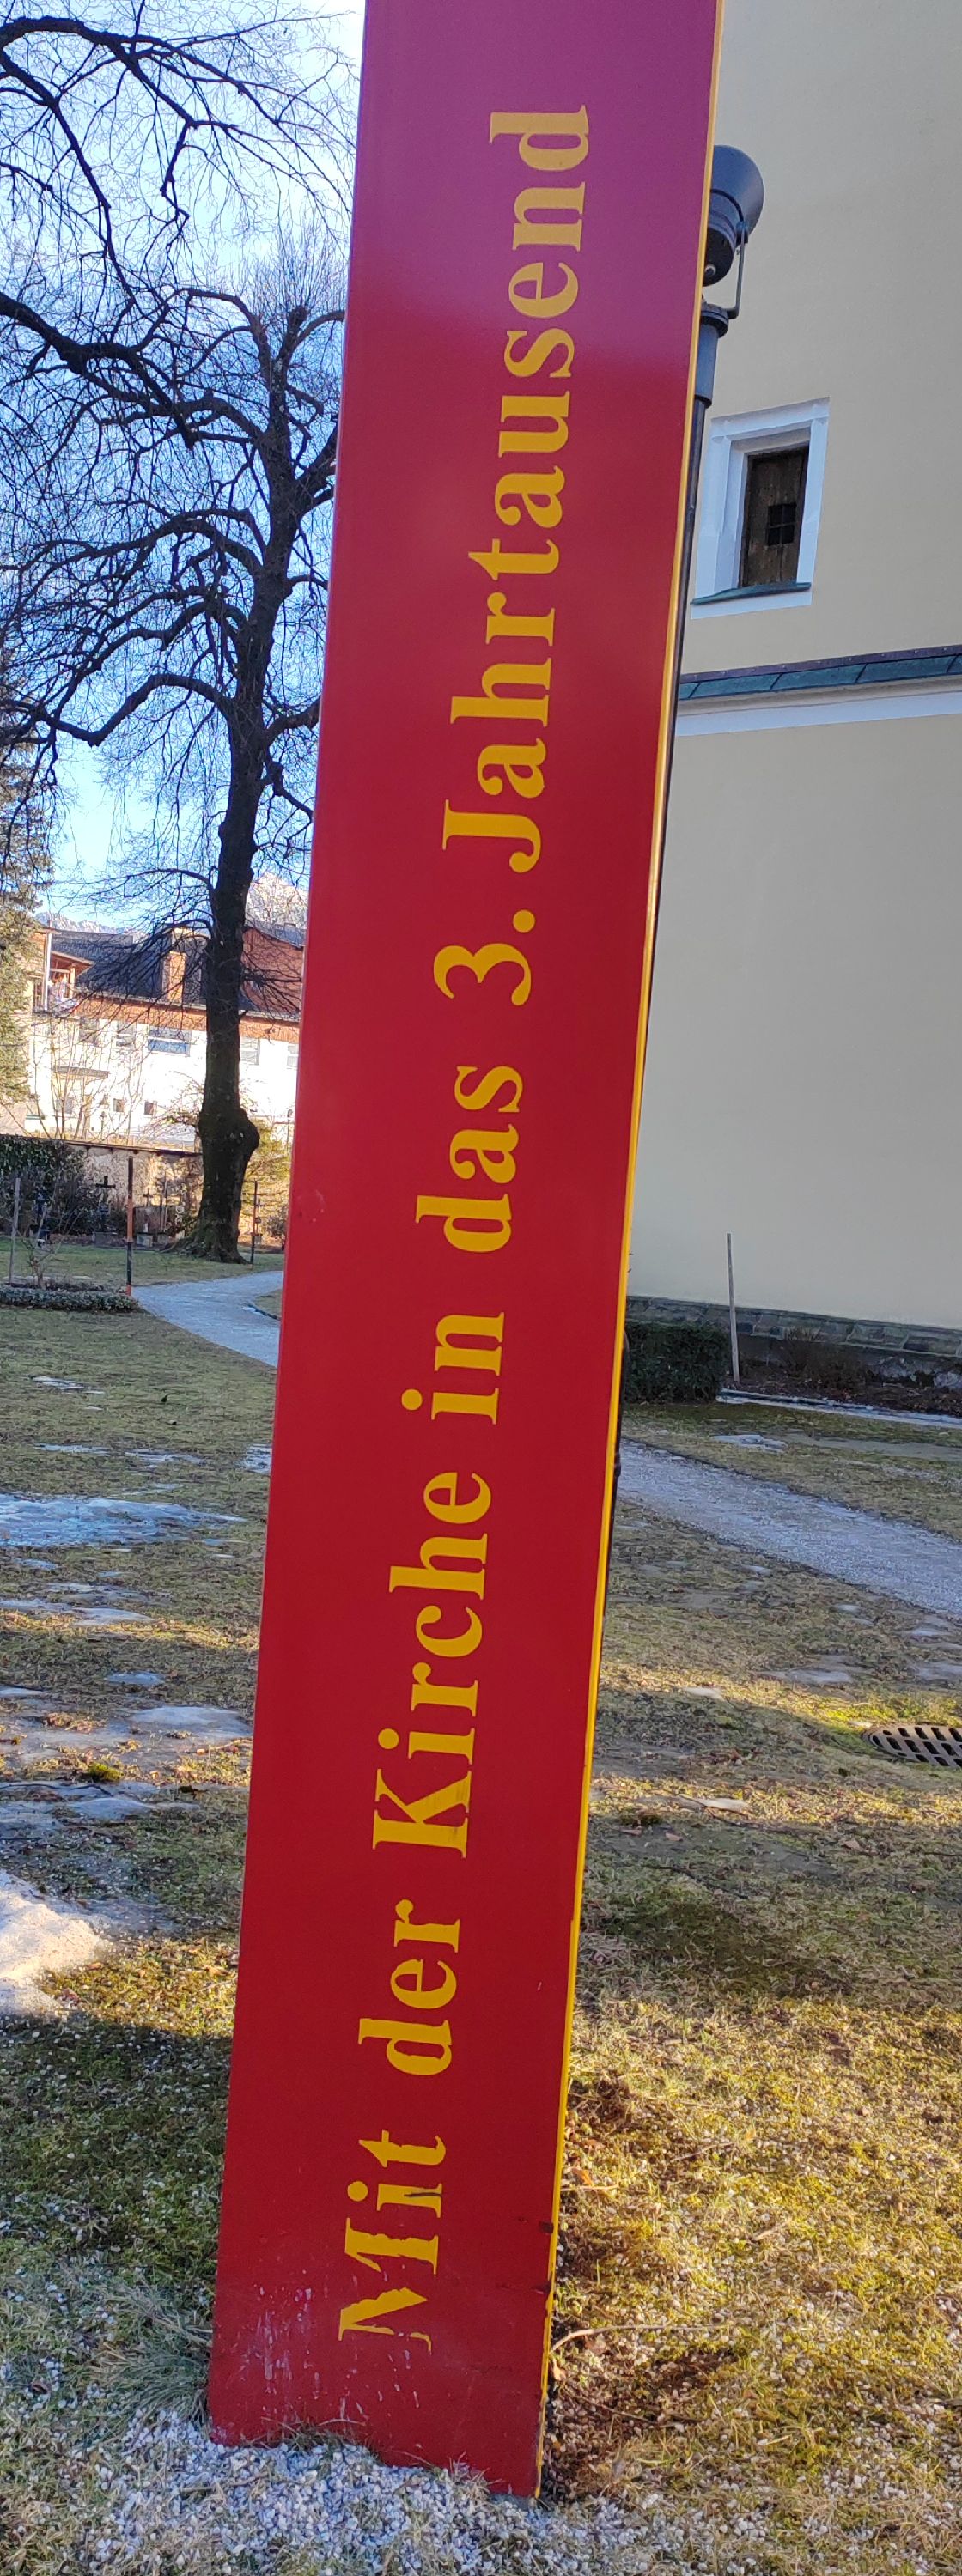 Mit der Kirche in das 3. Jahrtausend